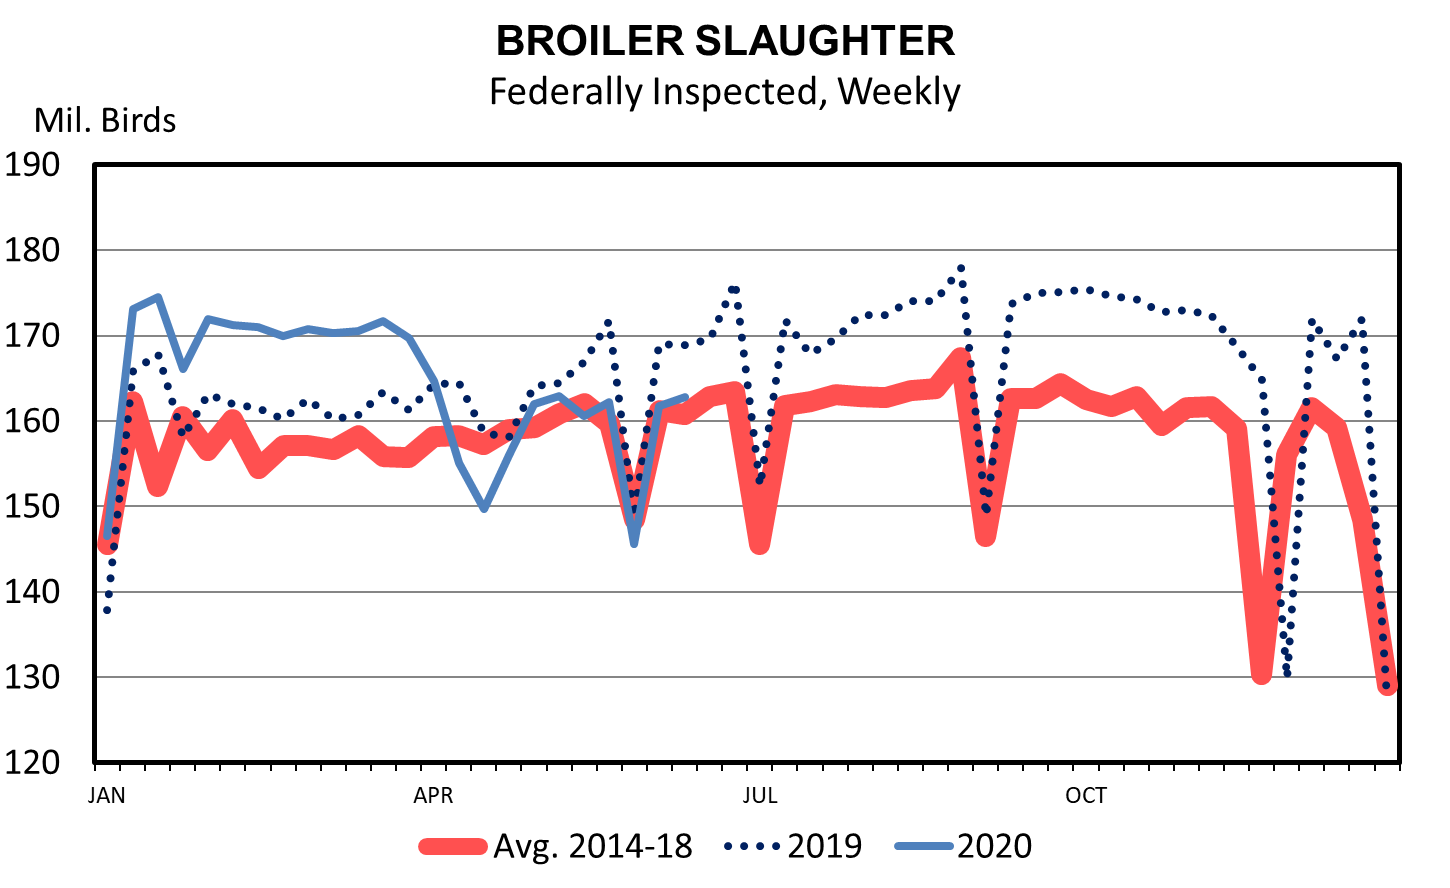 BROILER SLAUGHTER
Federally Inspected, Weekly
Mil. Birds
190
180
170
160
150
140
130
120
JAN APR JUL OCT
Avg. 2014-18 2019 2020